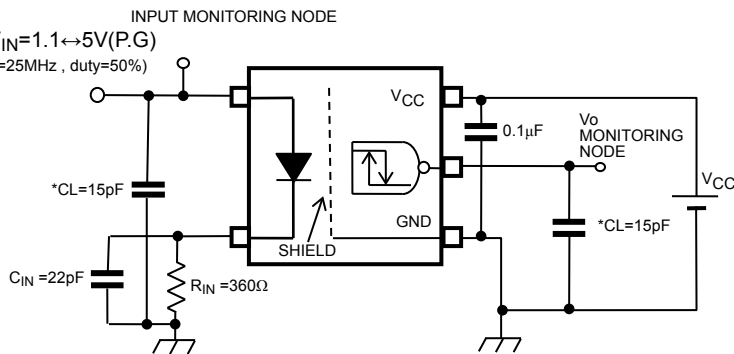 INPUT MONITORING NODE
IN=1.1↔5V(P.G)
=25MHz , duty=50%)
VCC
0.1μF
Vo
MONITORING
NODE
*CL=15pF
VCC
GND
*CL=15pF
SHIELD
CIN =22pF
RIN =360Ω